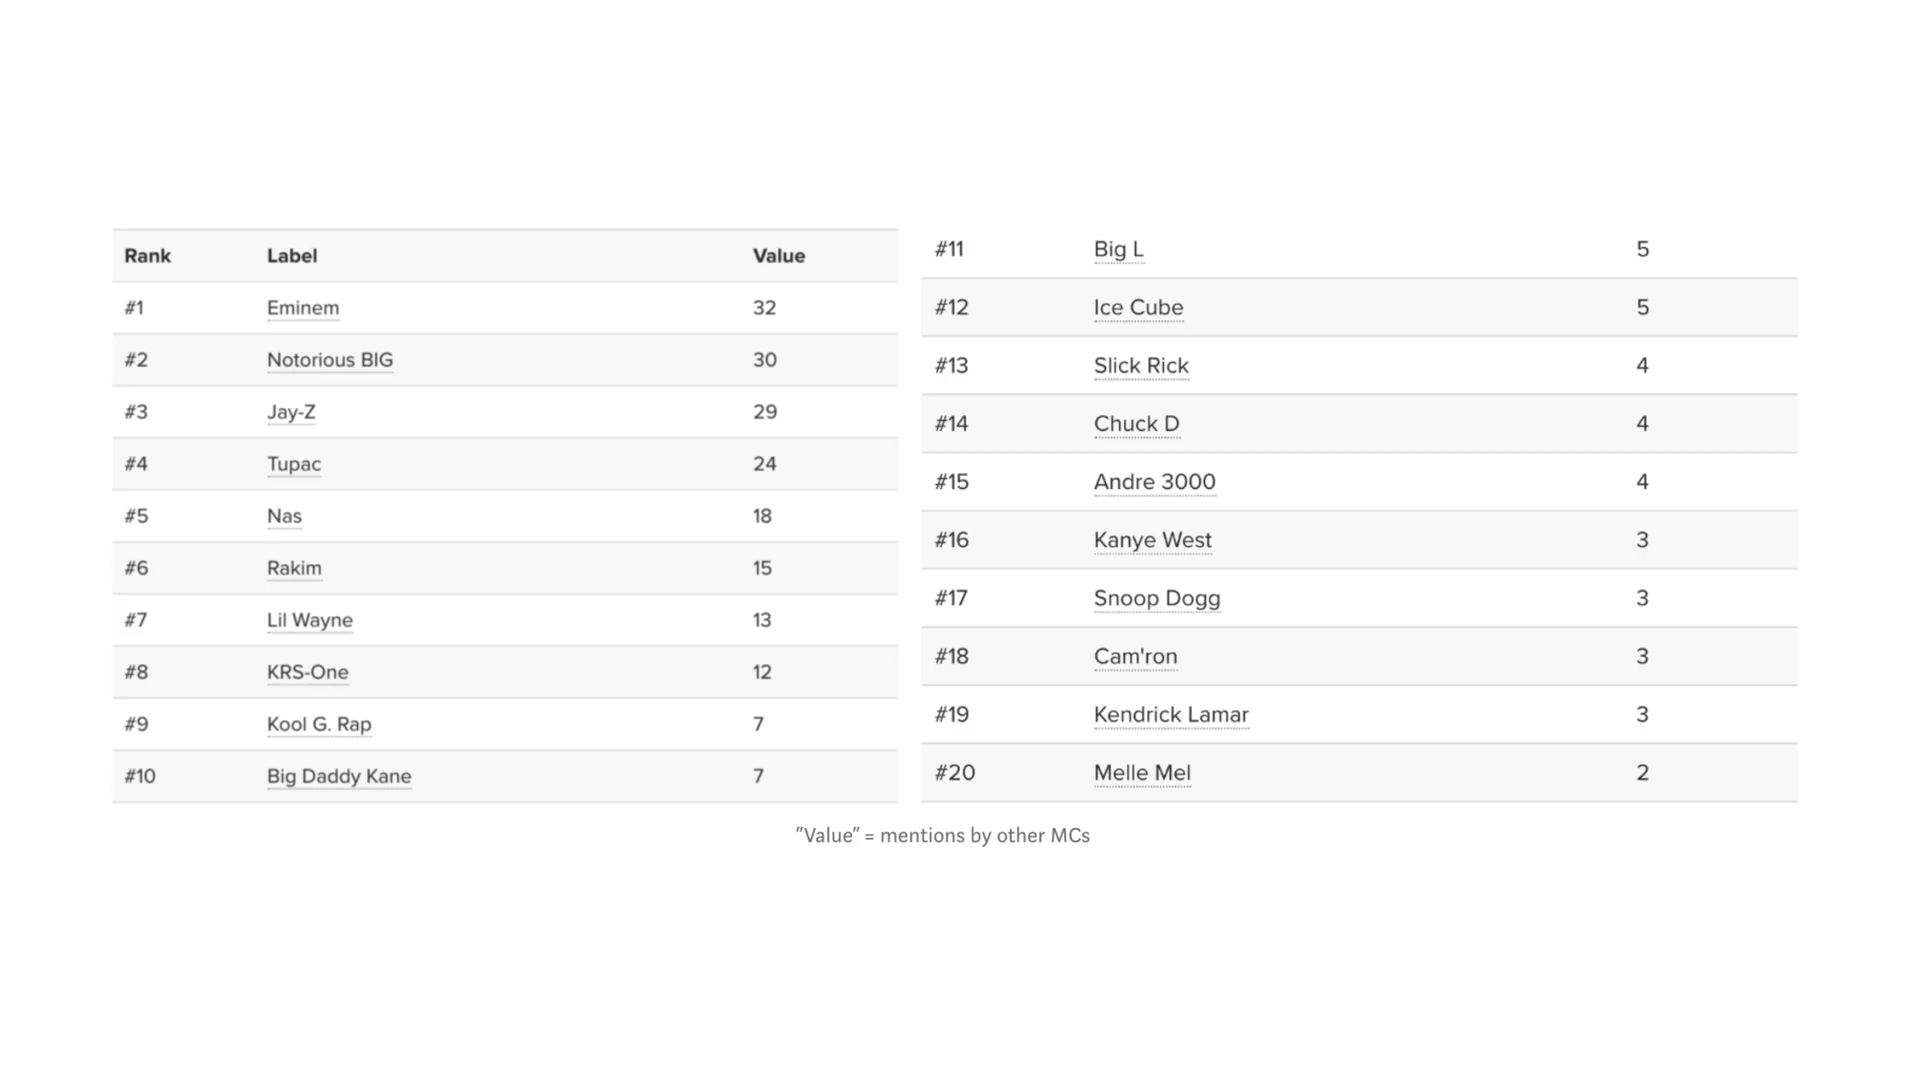 Rank Label Value
#1 Eminem 32
#2 Notorious BIG 30
#3 Jay-Z 29
#4 Tupac 24
#5 Nas 18
#6 Rakim 15
#7 Lil Wayne 13
#8 KRS-One 12
#9 Kool G. Rap 7
#10 Big Daddy Kane 7
#11 Big L 5
#12 Ice Cube 5
#13 Slick Rick 4
#14 Chuck D 4
#15 Andre 3000 4
#16 Kanye West 3
#17 Snoop Dogg 3
#18 Cam'ron 3
#19 Kendrick Lamar 3
#20 Melle Mel 2
"Value" = mentions by other MCs